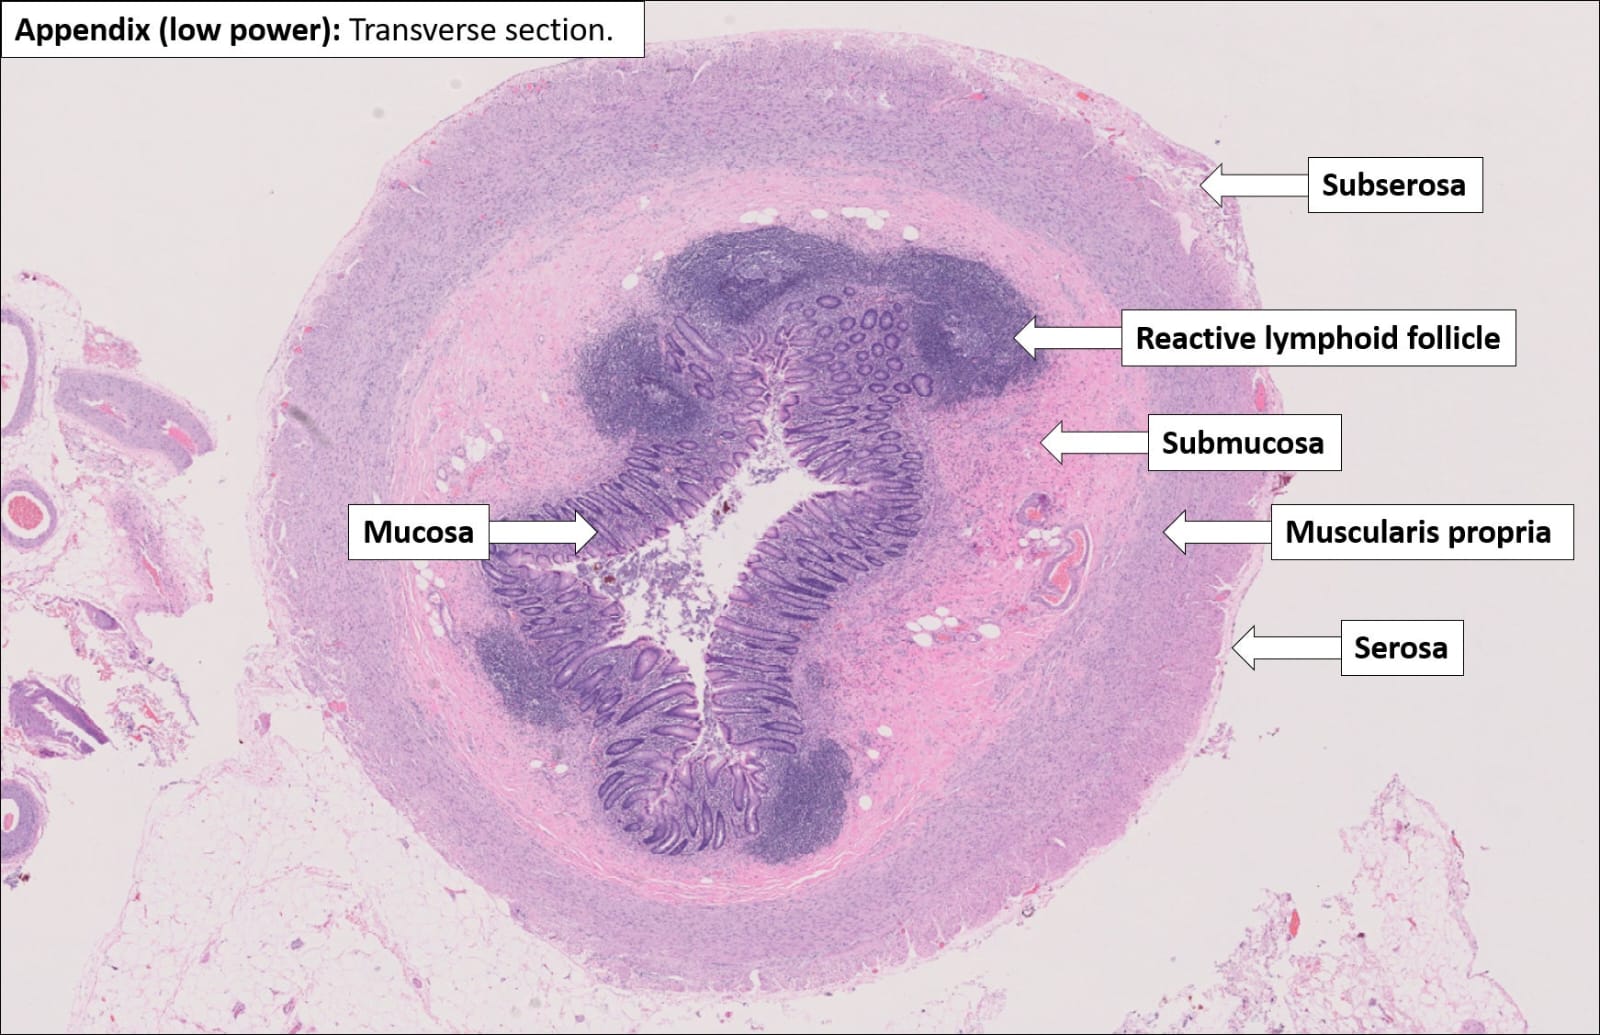 Appendix (low power): Transverse section.
Subserosa
Reactive lymphoid follicle
Submucosa
Mucosa
Muscularis propria
Serosa